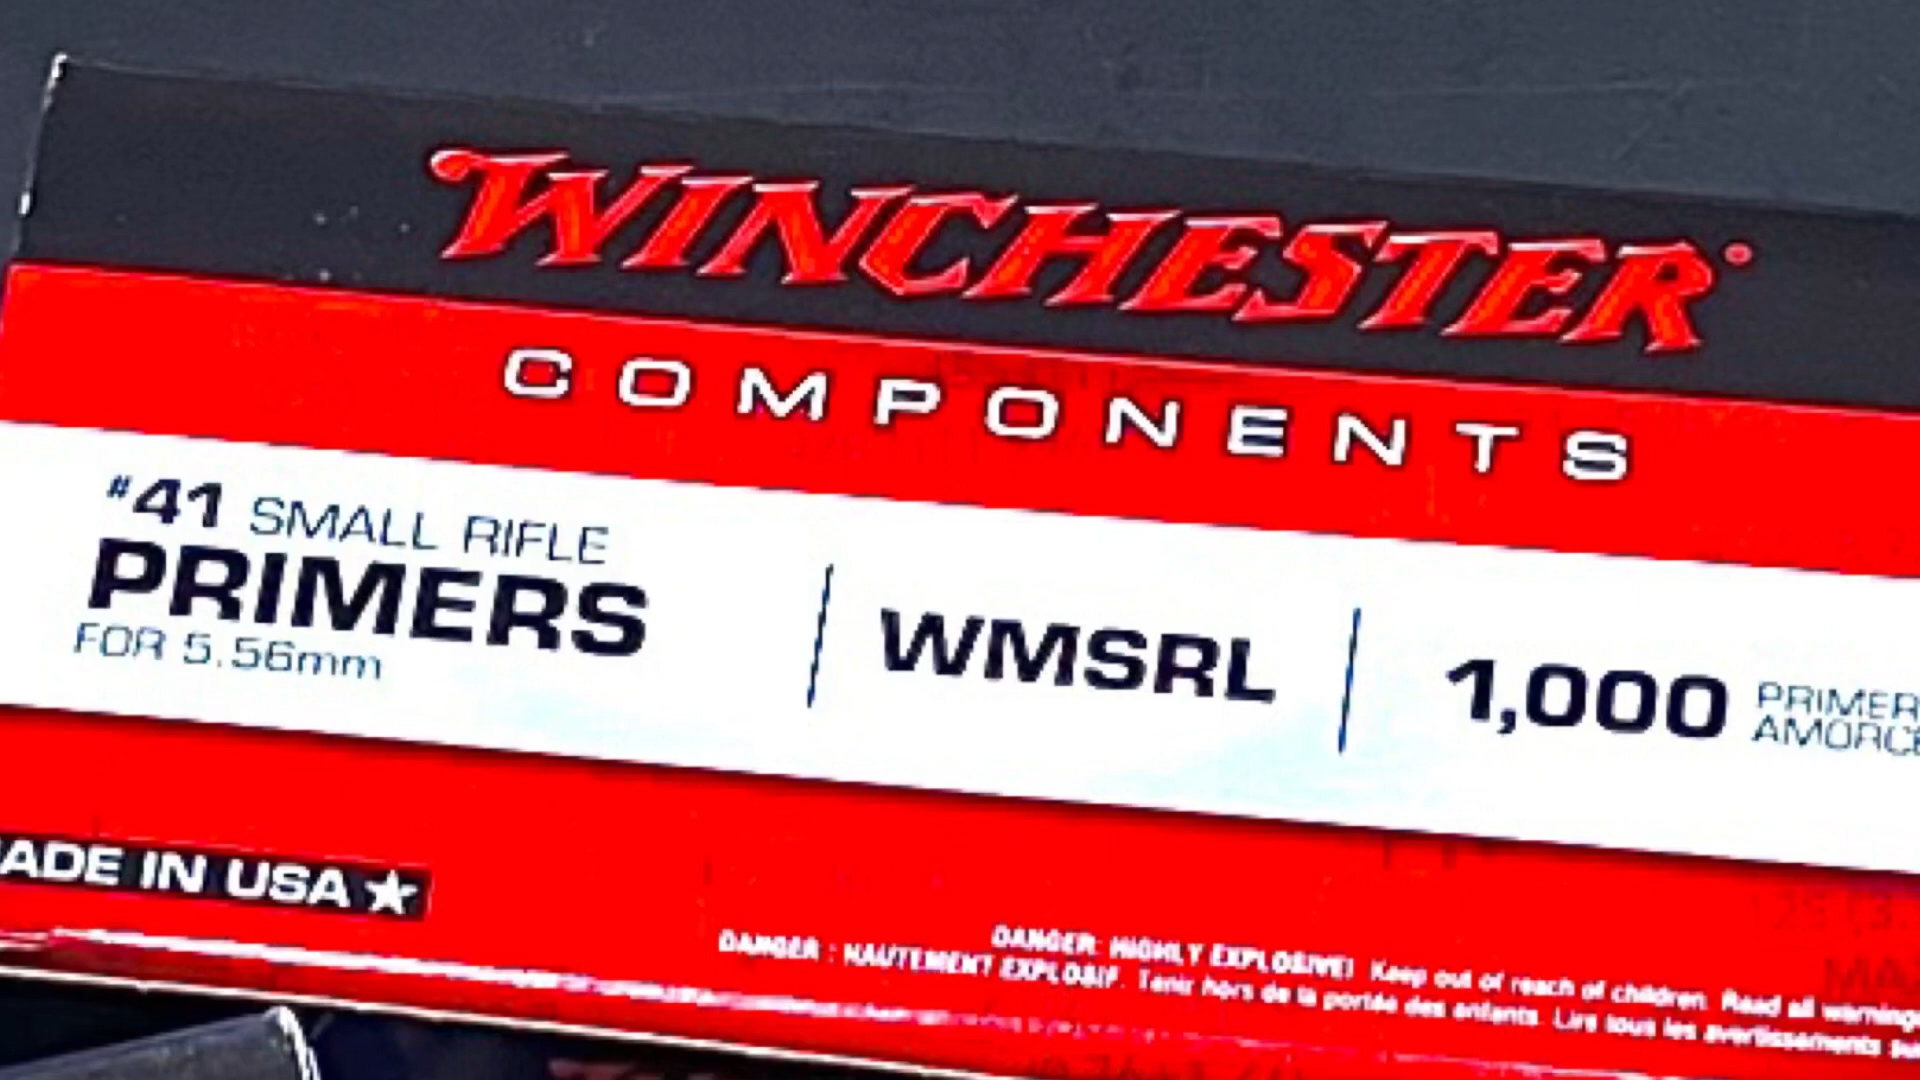 WINCHESTER
COMPONENTS
#41 SMALL RIFLE
PRIMERS
FOR 5.56mm
WMSRL
1,000
PRIMER
AMORCE
ADE IN USA ★
DANGER: HIGHLY EXPLOSIVE! Keep out of reach of children. Read all warnings
DANGER : HAUTEMENT EXPLOSIF. Tenir hors de la portée des enfants. Lire tous les avertissements